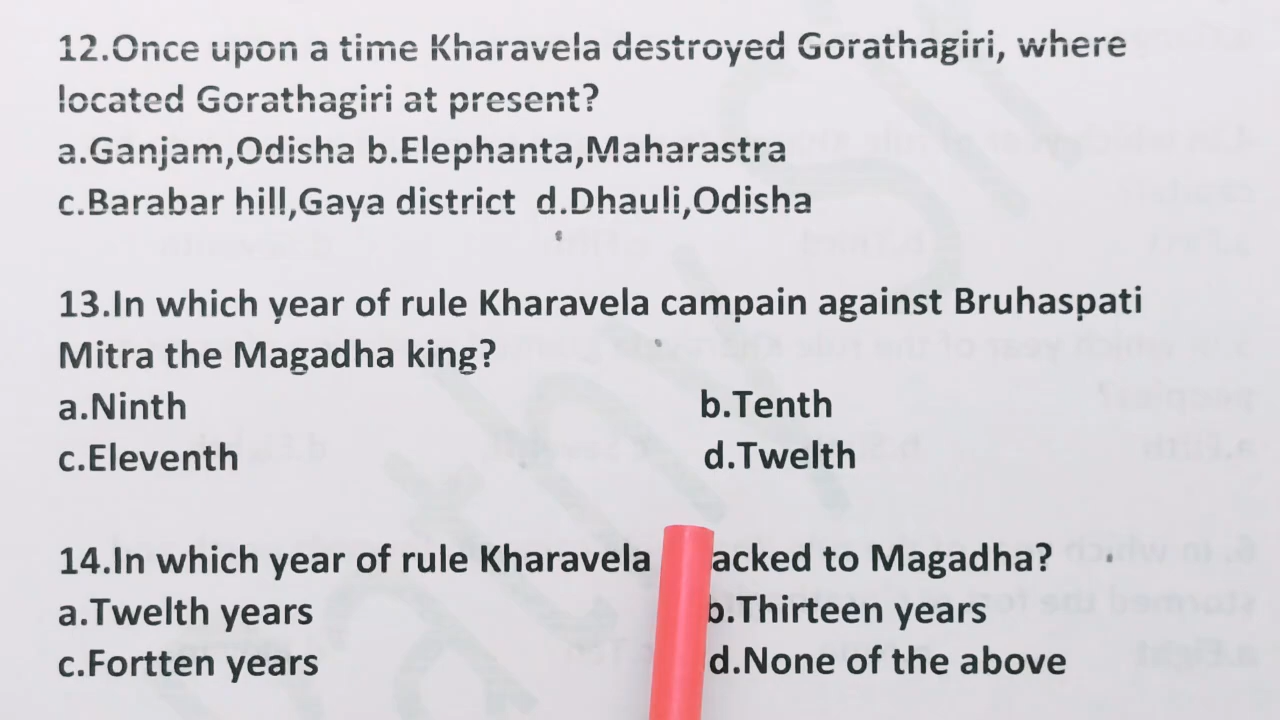 12.Once upon a time Kharavela destroyed Gorathagiri, where
located Gorathagiri at present?
a.Ganjam,Odisha b.Elephanta,Maharastra
c.Barabar hill,Gaya district d.Dhauli,Odisha
13.In which year of rule Kharavela campain against Bruhaspati
Mitra the Magadha king?
a.Ninth b.Tenth
c.Eleventh d.Twelth
14.In which year of rule Kharavela acked to Magadha?
a.Twelth years b.Thirteen years
c.Fortten years d.None of the above